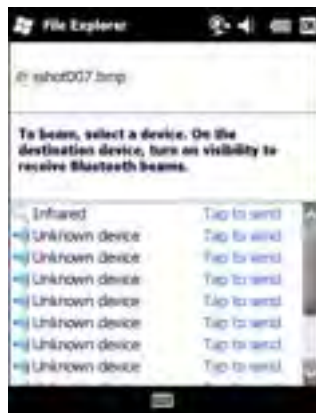 File Explorer
sshot007.bmp
To beam, select a device. On the
destination device, turn on visibility to
receive Bluetooth beams.
Infrared Tap to send
Unknown device Tap to send
Unknown device Tap to send
Unknown device Tap to send
Unknown device Tap to send
Unknown device Tap to send
Unknown device Tap to send
Unknown device Tap to send